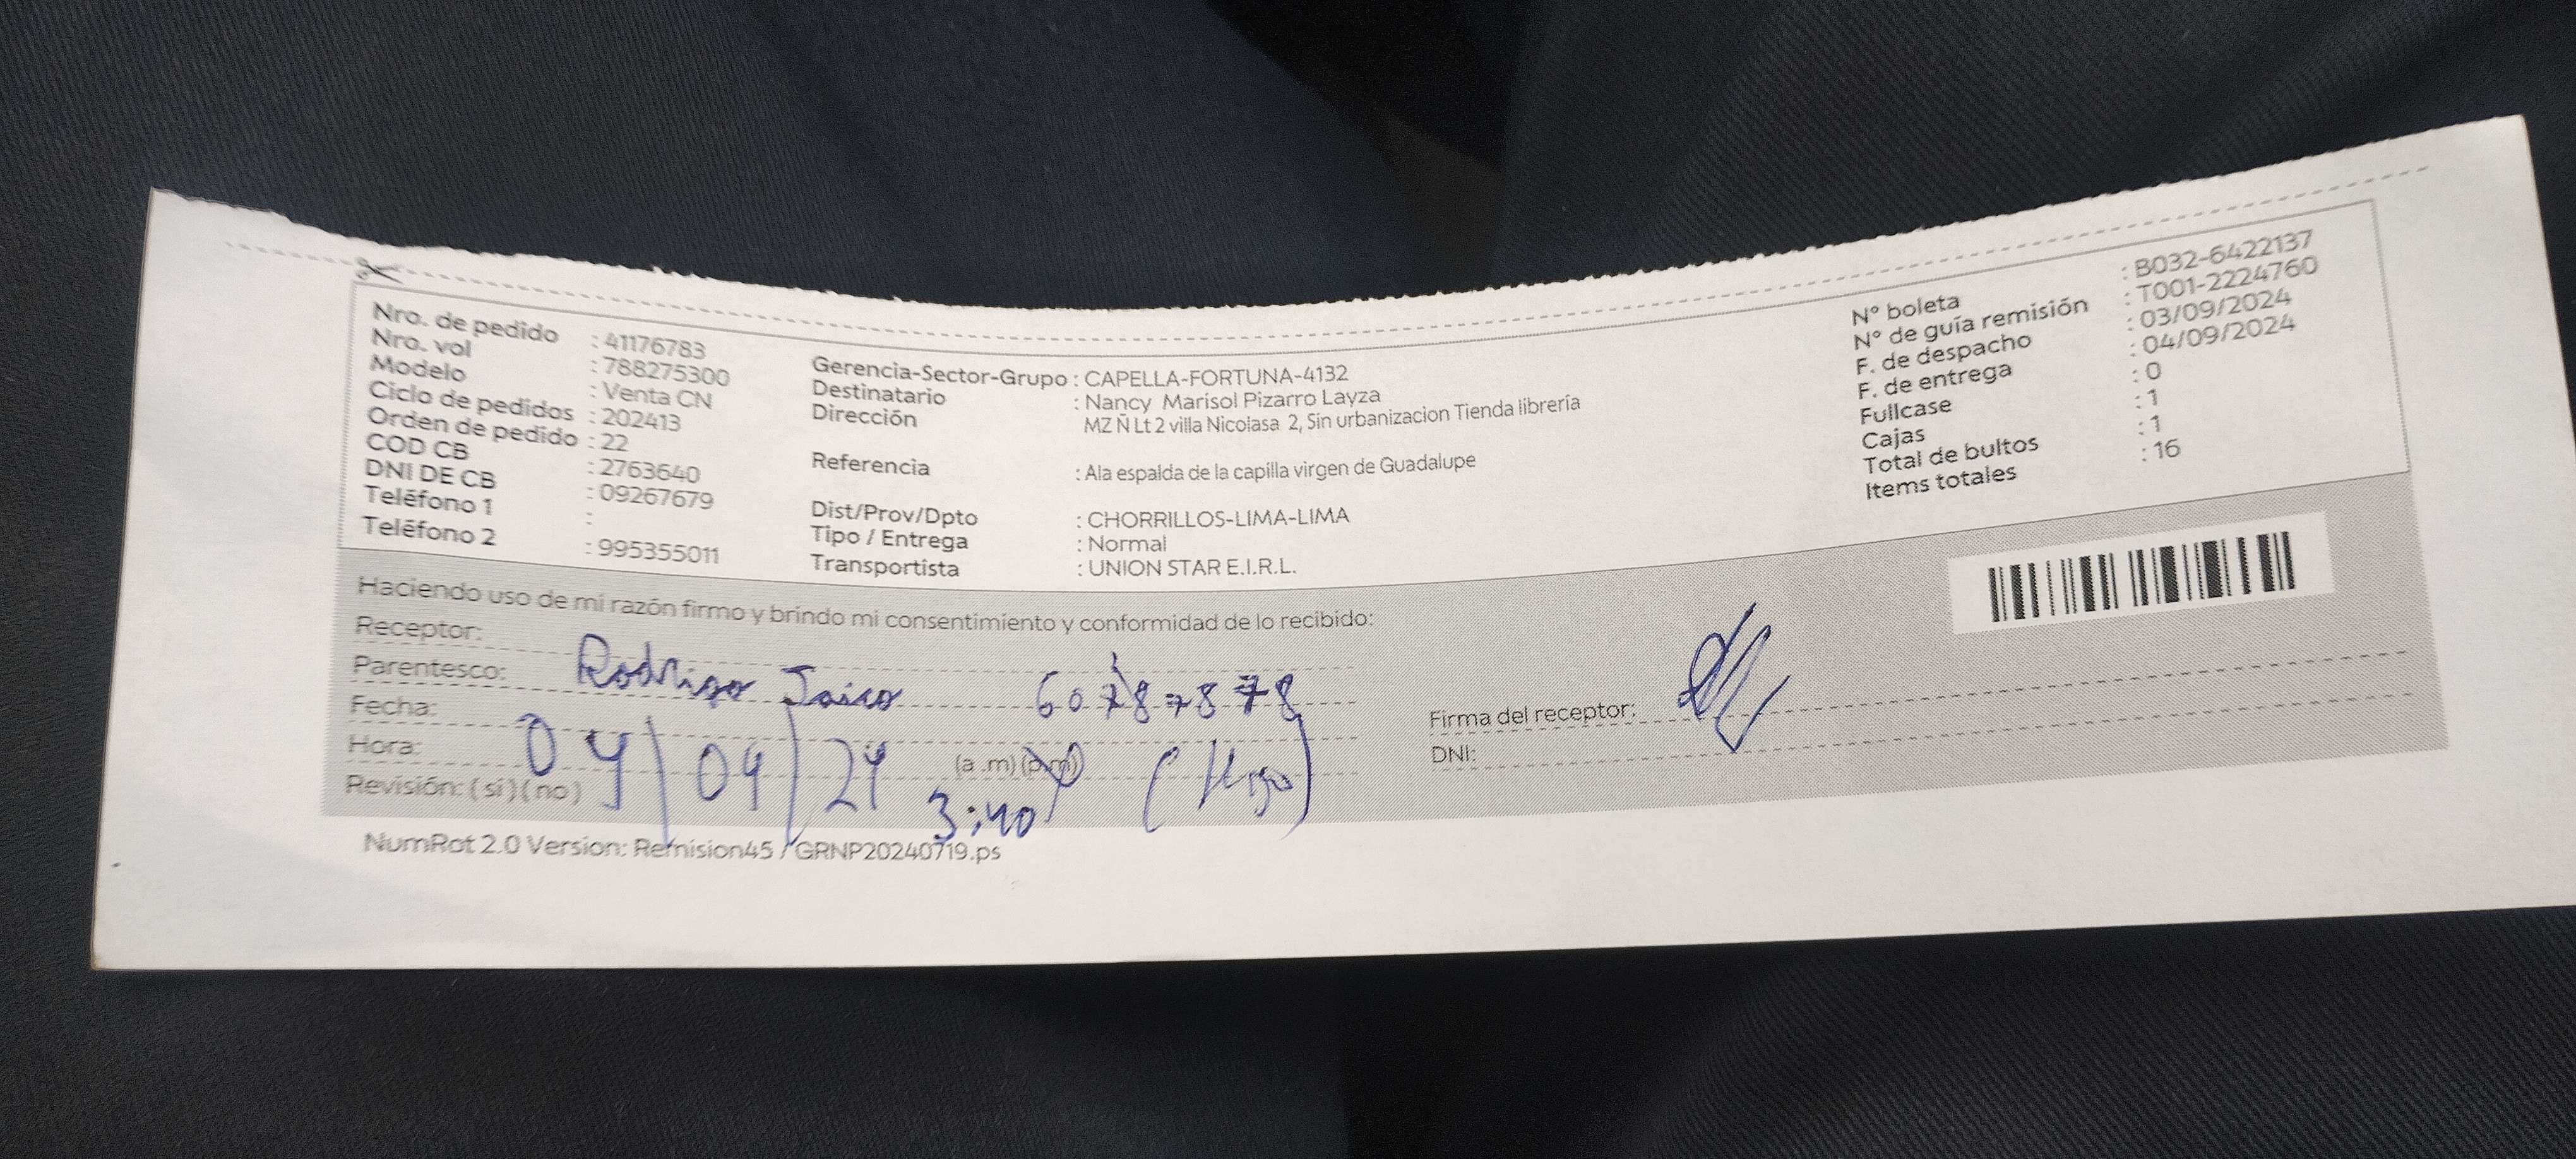 Nro. de pedido : 41176783
Nro. vol : 788275300
Modelo : Venta CN
Ciclo de pedidos : 202413
Orden de pedido : 22
COD CB : 2763640
DNI DE CB : 09267679
Teléfono 1 :
Teléfono 2 : 995355011
Gerencia-Sector-Grupo : CAPELLA-FORTUNA-4132
Destinatario : Nancy Marisol Pizarro Layza
Dirección MZ Ñ Lt 2 villa Nicolasa 2, Sin urbanizacion Tienda librería
Referencia : Ala espalda de la capilla virgen de Guadalupe
Dist/Prov/Dpto : CHORRILLOS-LIMA-LIMA
Tipo / Entrega : Normal
Transportista : UNION STAR E.I.R.L.
N° boleta : B032-6422137
N° de guía remisión : T001-2224760
F. de despacho : 03/09/2024
F. de entrega : 04/09/2024
Fullcase : 0
Cajas : 1
Total de bultos : 1
Items totales : 16
Haciendo uso de mi razón firmo y brindo mi consentimiento y conformidad de lo recibido:
Receptor:
Parentesco: Rodrigo Jairo 60787878
Fecha:
Hora: 04/09/24 (a.m) (p.m) (Hijo)
Revisión: (si) (no) 3:40
Firma del receptor:
DNI:
NumRot 2.0 Version: Remision45 / GRNP20240719.ps